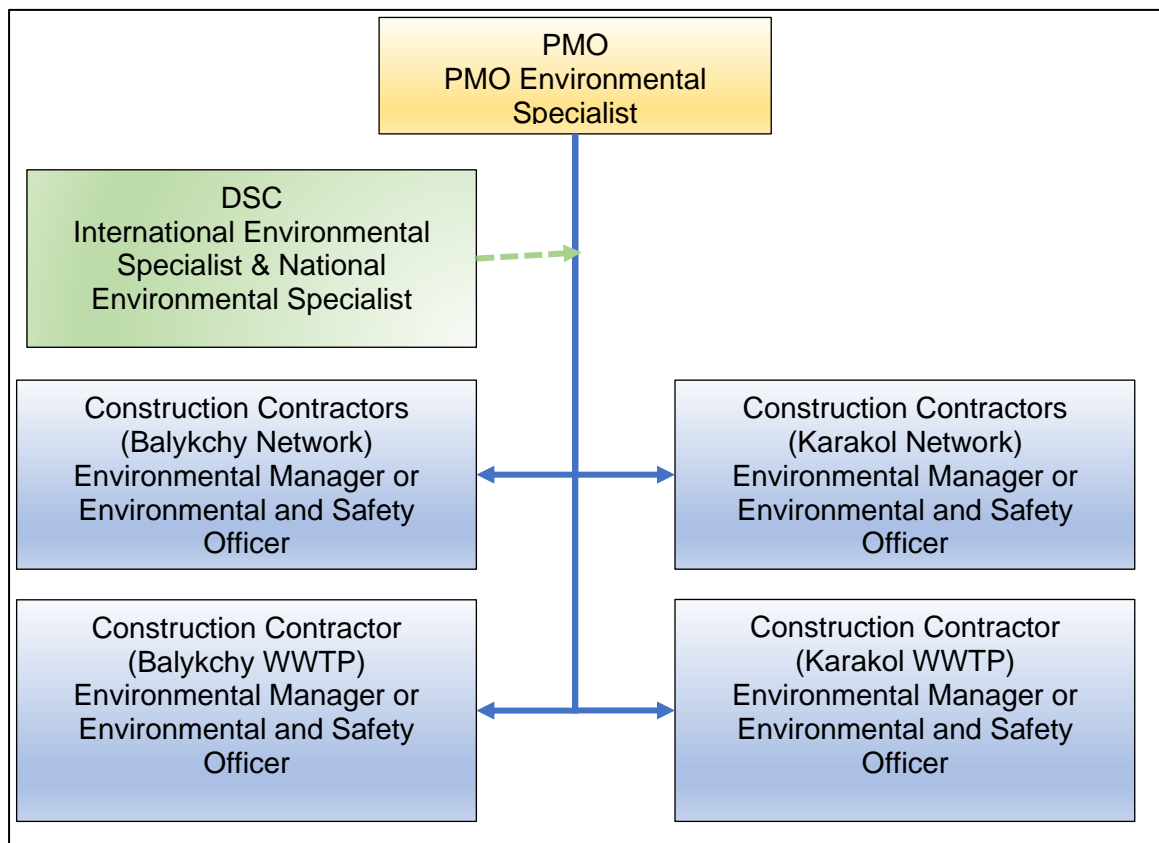 PMO
PMO Environmental
Specialist
DSC
International Environmental
Specialist & National
Environmental Specialist
Construction Contractors
(Balykchy Network)
Environmental Manager or
Environmental and Safety
Officer
Construction Contractors
(Karakol Network)
Environmental Manager or
Environmental and Safety
Officer
Construction Contractor
(Balykchy WWTP)
Environmental Manager or
Environmental and Safety
Officer
Construction Contractor
(Karakol WWTP)
Environmental Manager or
Environmental and Safety
Officer